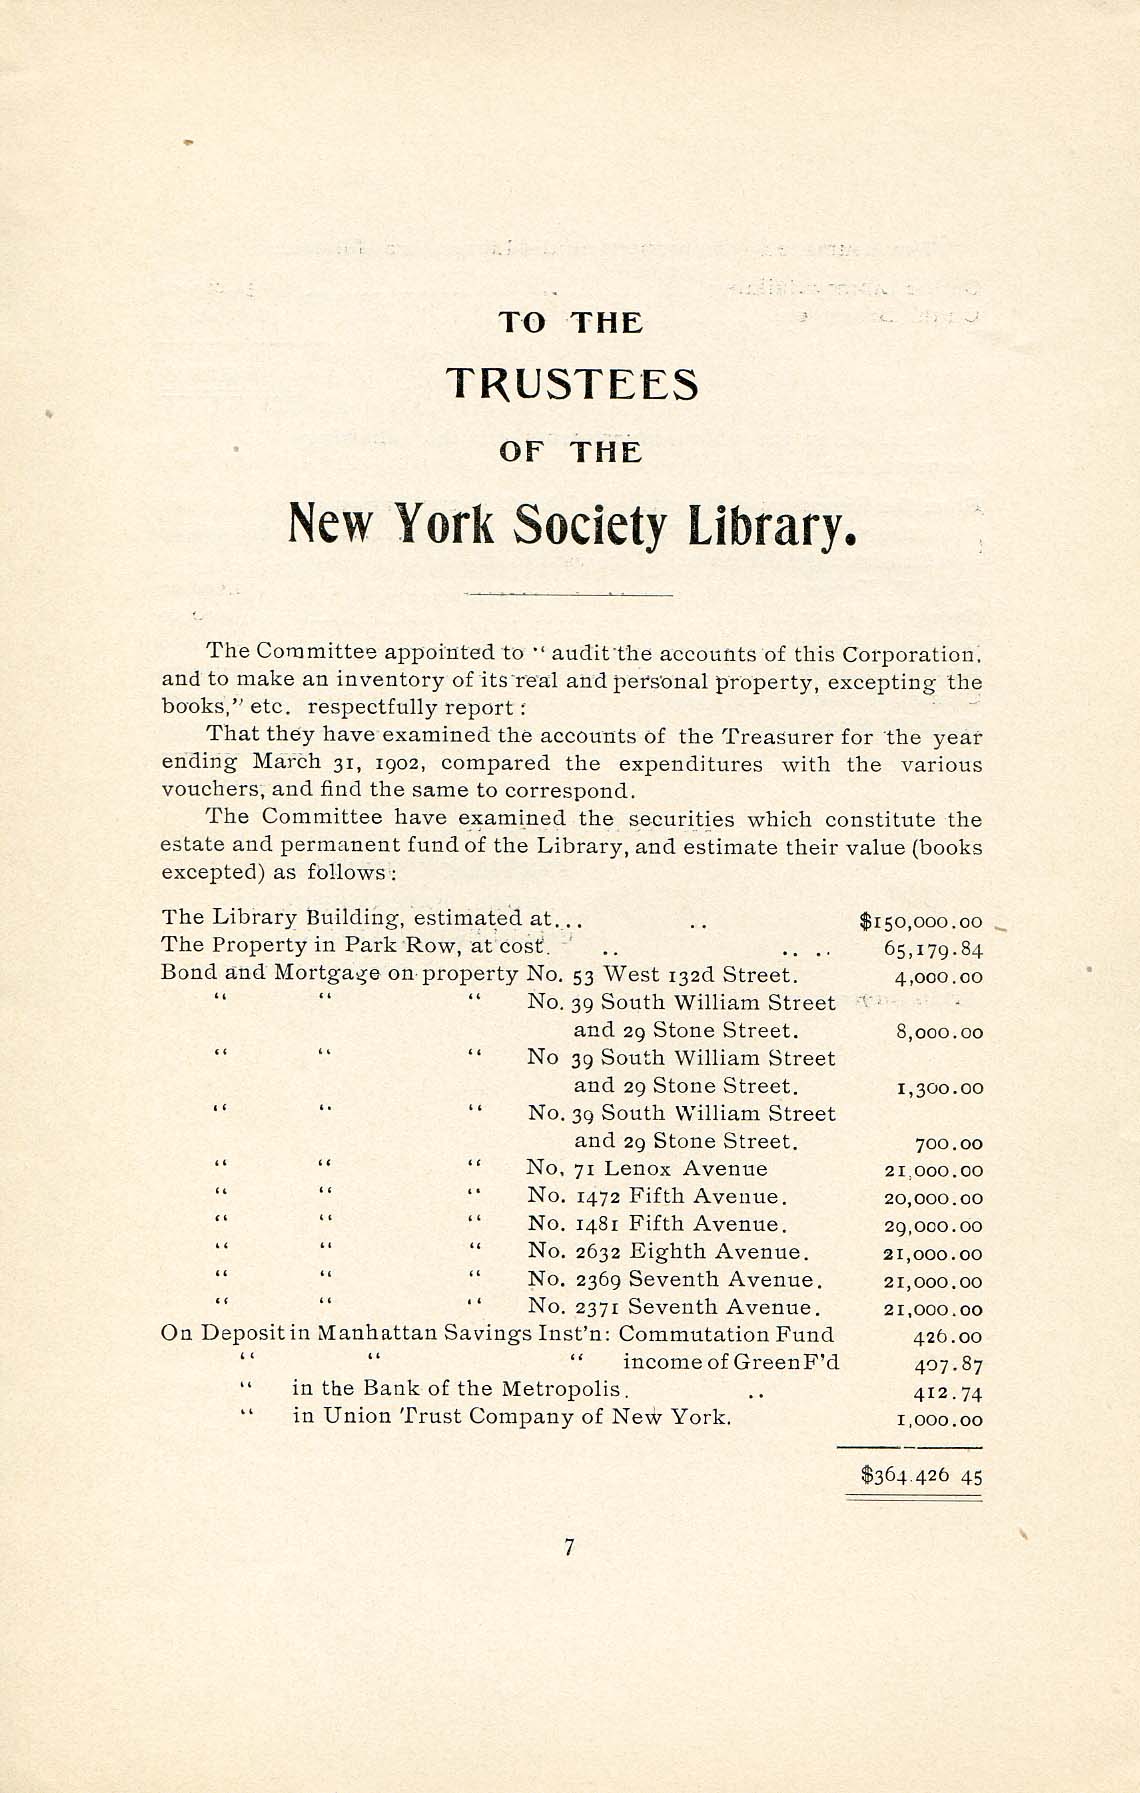 TO THE
TRUSTEES
OF THE
New York Society Library.
The Committee appointed to “ audit the accounts of this Corporation,
and to make an inventory of its real and personal property, excepting the
books,” etc. respectfully report :
That they have examined the accounts of the Treasurer for the year
ending March 31, 1902, compared the expenditures with the various
vouchers, and find the same to correspond.
The Committee have examined the securities which constitute the
estate and permanent fund of the Library, and estimate their value (books
excepted) as follows :
The Library Building, estimated at... .. $150,000.00
The Property in Park Row, at cost. .. .. .. 65,179.84
Bond and Mortgage on property No. 53 West 132d Street. 4,000.00
“ “ “ No. 39 South William Street
and 29 Stone Street. 8,000.00
“ “ “ No 39 South William Street
and 29 Stone Street. 1,300.00
“ “ “ No. 39 South William Street
and 29 Stone Street. 700.00
“ “ “ No, 71 Lenox Avenue 21,000.00
“ “ “ No. 1472 Fifth Avenue. 20,000.00
“ “ “ No. 1481 Fifth Avenue. 29,000.00
“ “ “ No. 2632 Eighth Avenue. 21,000.00
“ “ “ No. 2369 Seventh Avenue. 21,000.00
“ “ “ No. 2371 Seventh Avenue. 21,000.00
On Deposit in Manhattan Savings Inst'n: Commutation Fund 426.00
“ “ “ income of Green F'd 407.87
“ in the Bank of the Metropolis. .. 412.74
“ in Union Trust Company of New York. 1,000.00
$364.426 45
7